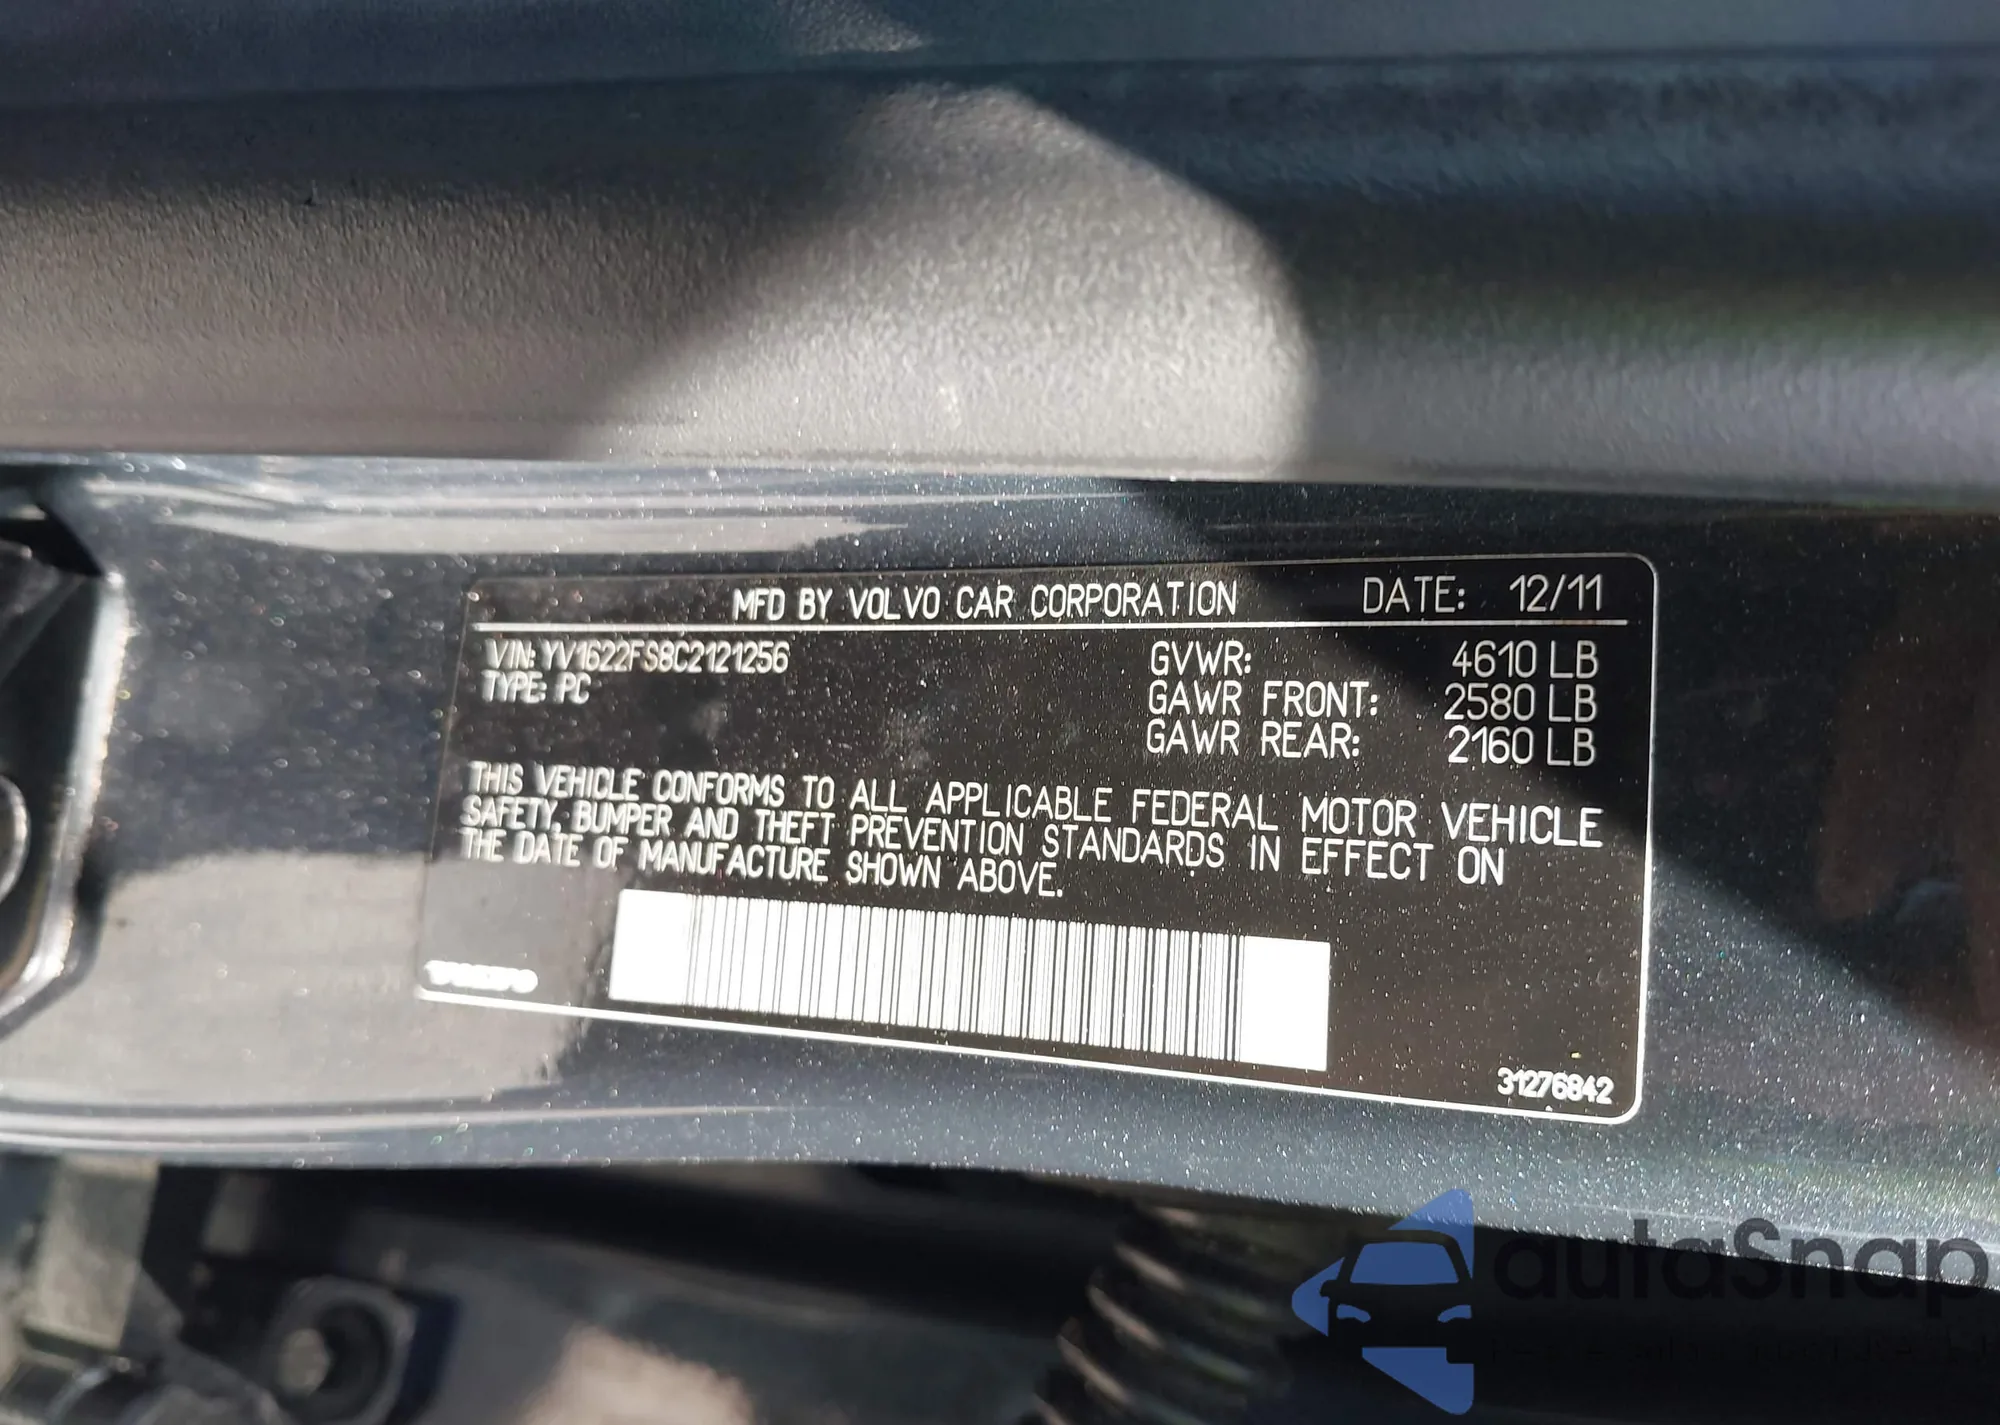 MFD BY VOLVO CAR CORPORATION DATE: 12/11
VIN: YV1622FS8C2121256 GVWR: 4610 LB
TYPE: PC GAWR FRONT: 2580 LB
GAWR REAR: 2160 LB
THIS VEHICLE CONFORMS TO ALL APPLICABLE FEDERAL MOTOR VEHICLE
SAFETY, BUMPER AND THEFT PREVENTION STANDARDS IN EFFECT ON
THE DATE OF MANUFACTURE SHOWN ABOVE.
31276842
autaSnap